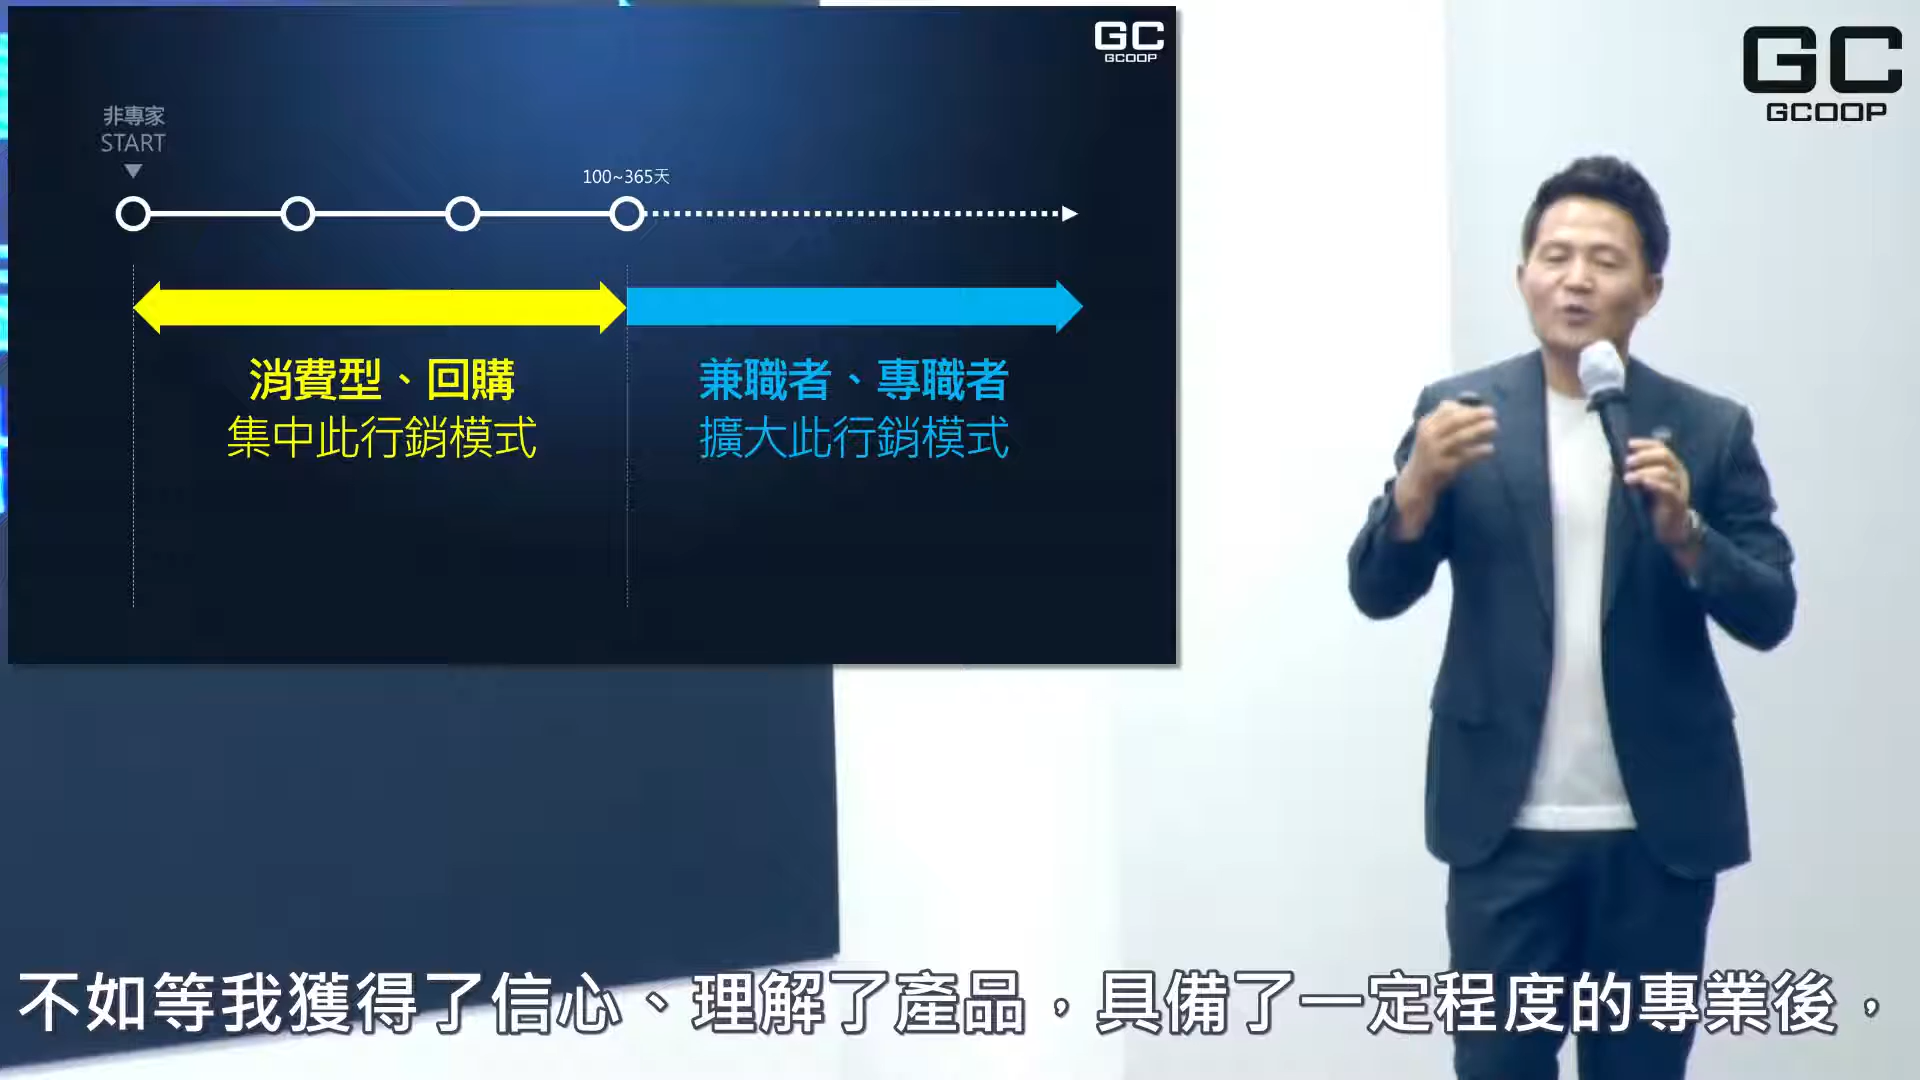 GC
GCOOP
非專家
START
100~365天
消費型、回購
集中此行銷模式
兼職者、專職者
擴大此行銷模式
GC
GCOOP
不如等我獲得了信心、理解了產品，具備了一定程度的專業後，